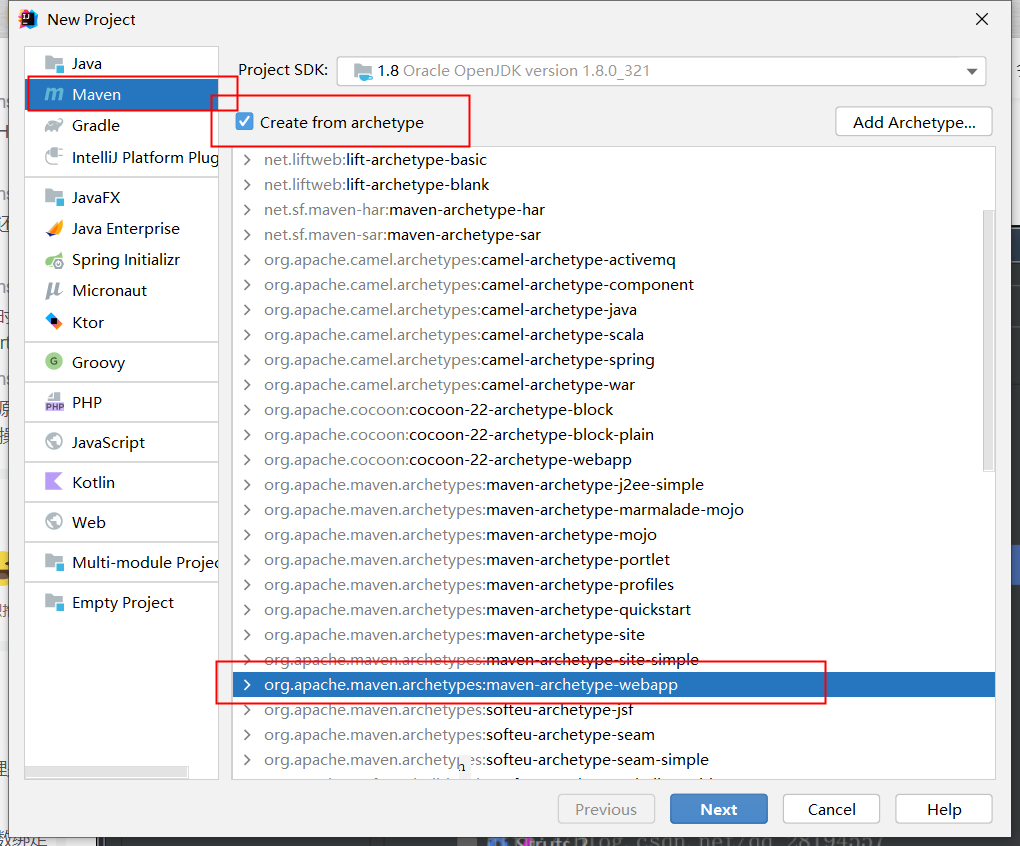 New Project
Java
Maven
Gradle
IntelliJ Platform Plug
JavaFX
Java Enterprise
Spring Initializr
Micronaut
Ktor
Groovy
PHP
JavaScript
Kotlin
Web
Multi-module Projec
Empty Project
Project SDK: 1.8 Oracle OpenJDK version 1.8.0_321
Create from archetype
Add Archetype...
net.liftweb:lift-archetype-basic
net.liftweb:lift-archetype-blank
net.sf.maven-har:maven-archetype-har
net.sf.maven-sar:maven-archetype-sar
org.apache.camel.archetypes:camel-archetype-activemq
org.apache.camel.archetypes:camel-archetype-component
org.apache.camel.archetypes:camel-archetype-java
org.apache.camel.archetypes:camel-archetype-scala
org.apache.camel.archetypes:camel-archetype-spring
org.apache.camel.archetypes:camel-archetype-war
org.apache.cocoon:cocoon-22-archetype-block
org.apache.cocoon:cocoon-22-archetype-block-plain
org.apache.cocoon:cocoon-22-archetype-webapp
org.apache.maven.archetypes:maven-archetype-j2ee-simple
org.apache.maven.archetypes:maven-archetype-marmalade-mojo
org.apache.maven.archetypes:maven-archetype-mojo
org.apache.maven.archetypes:maven-archetype-portlet
org.apache.maven.archetypes:maven-archetype-profiles
org.apache.maven.archetypes:maven-archetype-quickstart
org.apache.maven.archetypes:maven-archetype-site
org.apache.maven.archetypes:maven-archetype-site-simple
org.apache.maven.archetypes:maven-archetype-webapp
org.apache.maven.archetypes:softeu-archetype-jsf
org.apache.maven.archetypes:softeu-archetype-seam
org.apache.maven.archetypes:softeu-archetype-seam-simple
Previous
Next
Cancel
Help